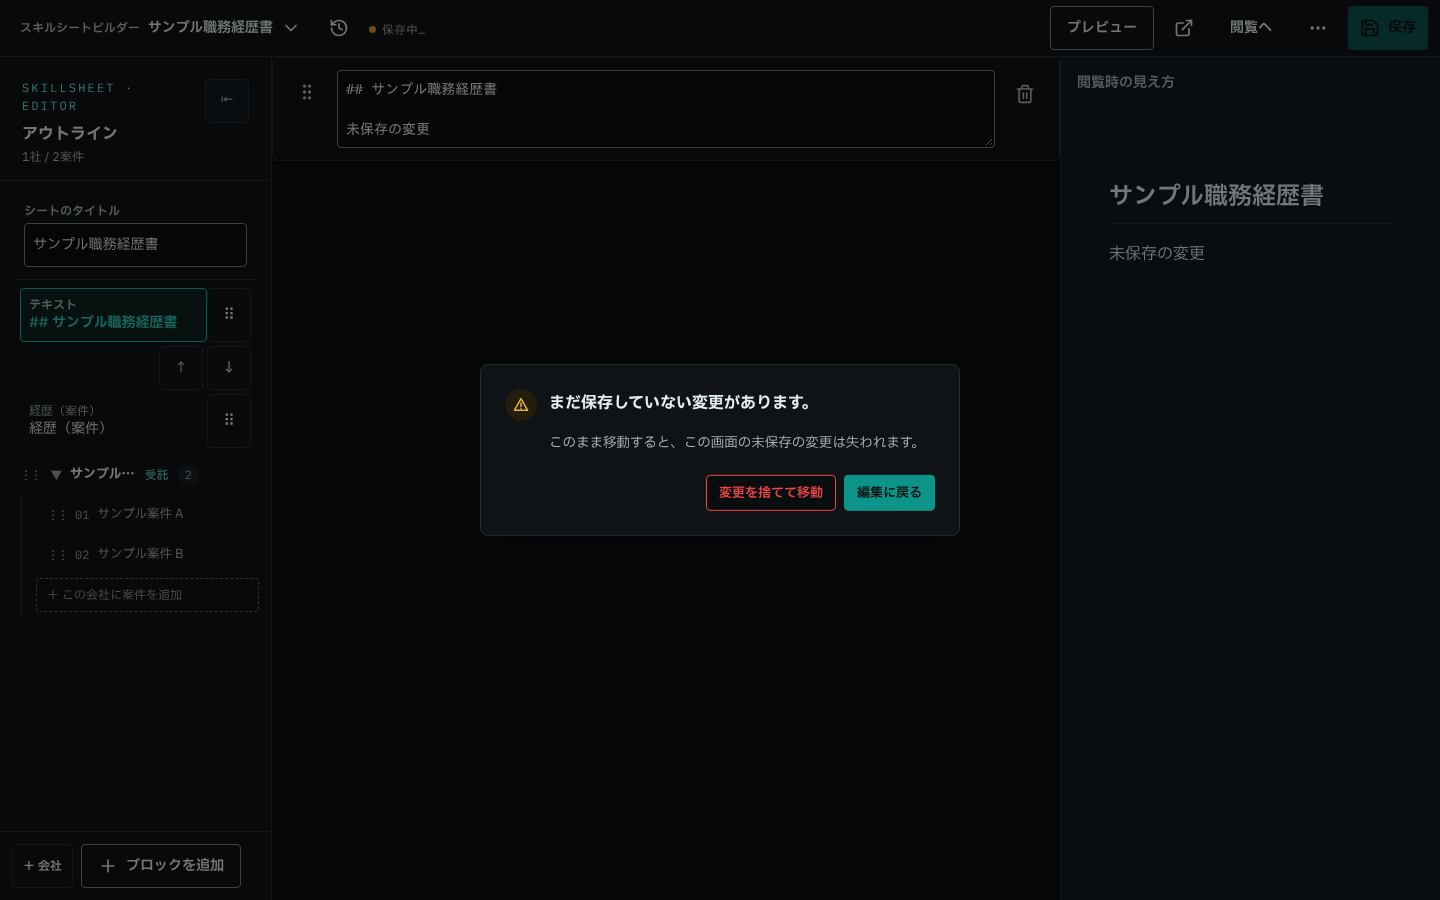 スキルシートビルダー サンプル職務経歴書
保存中…
プレビュー
閲覧へ
保存
SKILLSHEET ·
EDITOR
アウトライン
1社 / 2案件
シートのタイトル
サンプル職務経歴書
テキスト
## サンプル職務経歴書
↑ ↓
経歴（案件）
経歴（案件）
▼ サンプル… 受託 2
01 サンプル案件 A
02 サンプル案件 B
+ この会社に案件を追加
+ 会社
+ ブロックを追加
## サンプル職務経歴書
未保存の変更
閲覧時の見え方
サンプル職務経歴書
未保存の変更
まだ保存していない変更があります。
このまま移動すると、この画面の未保存の変更は失われます。
変更を捨てて移動
編集に戻る